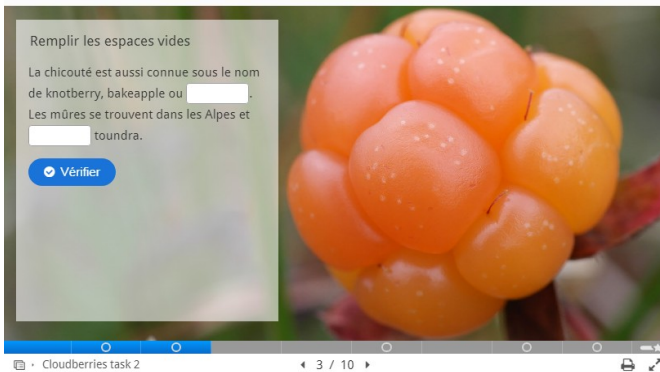 Remplir les espaces vides
La chicouté est aussi connue sous le nom
de knotberry, bakeapple ou .
Les mûres se trouvent dans les Alpes et
toundra.
Vérifier
· Cloudberries task 2
3 / 10